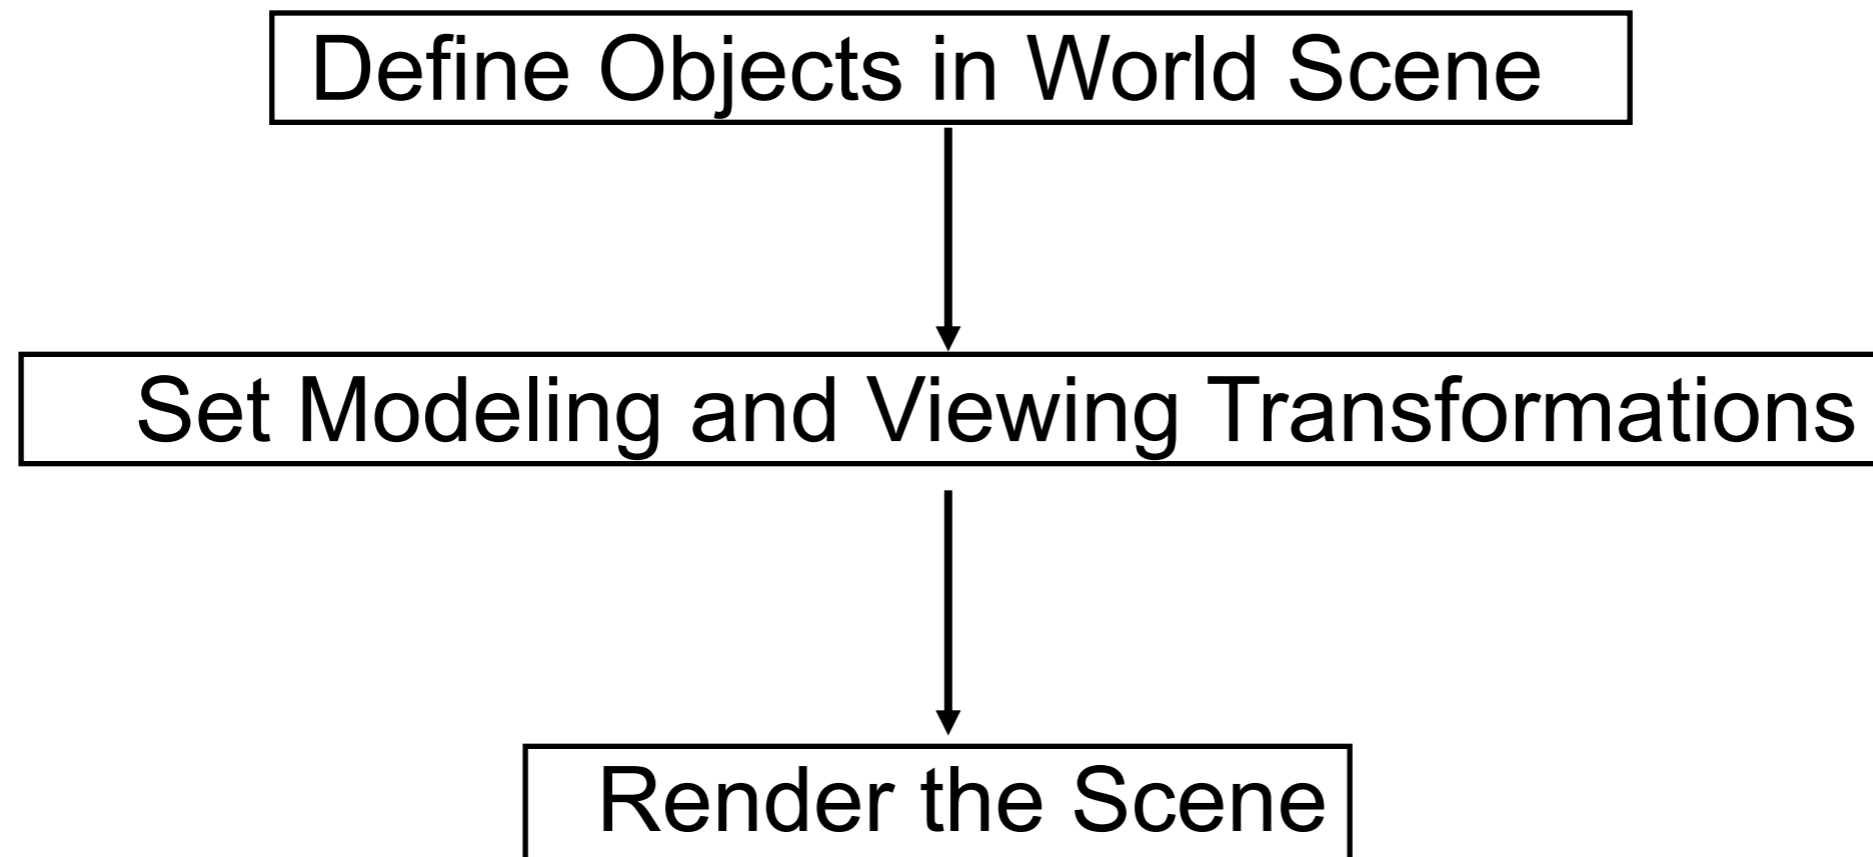 Define Objects in World Scene
Set Modeling and Viewing Transformations
Render the Scene